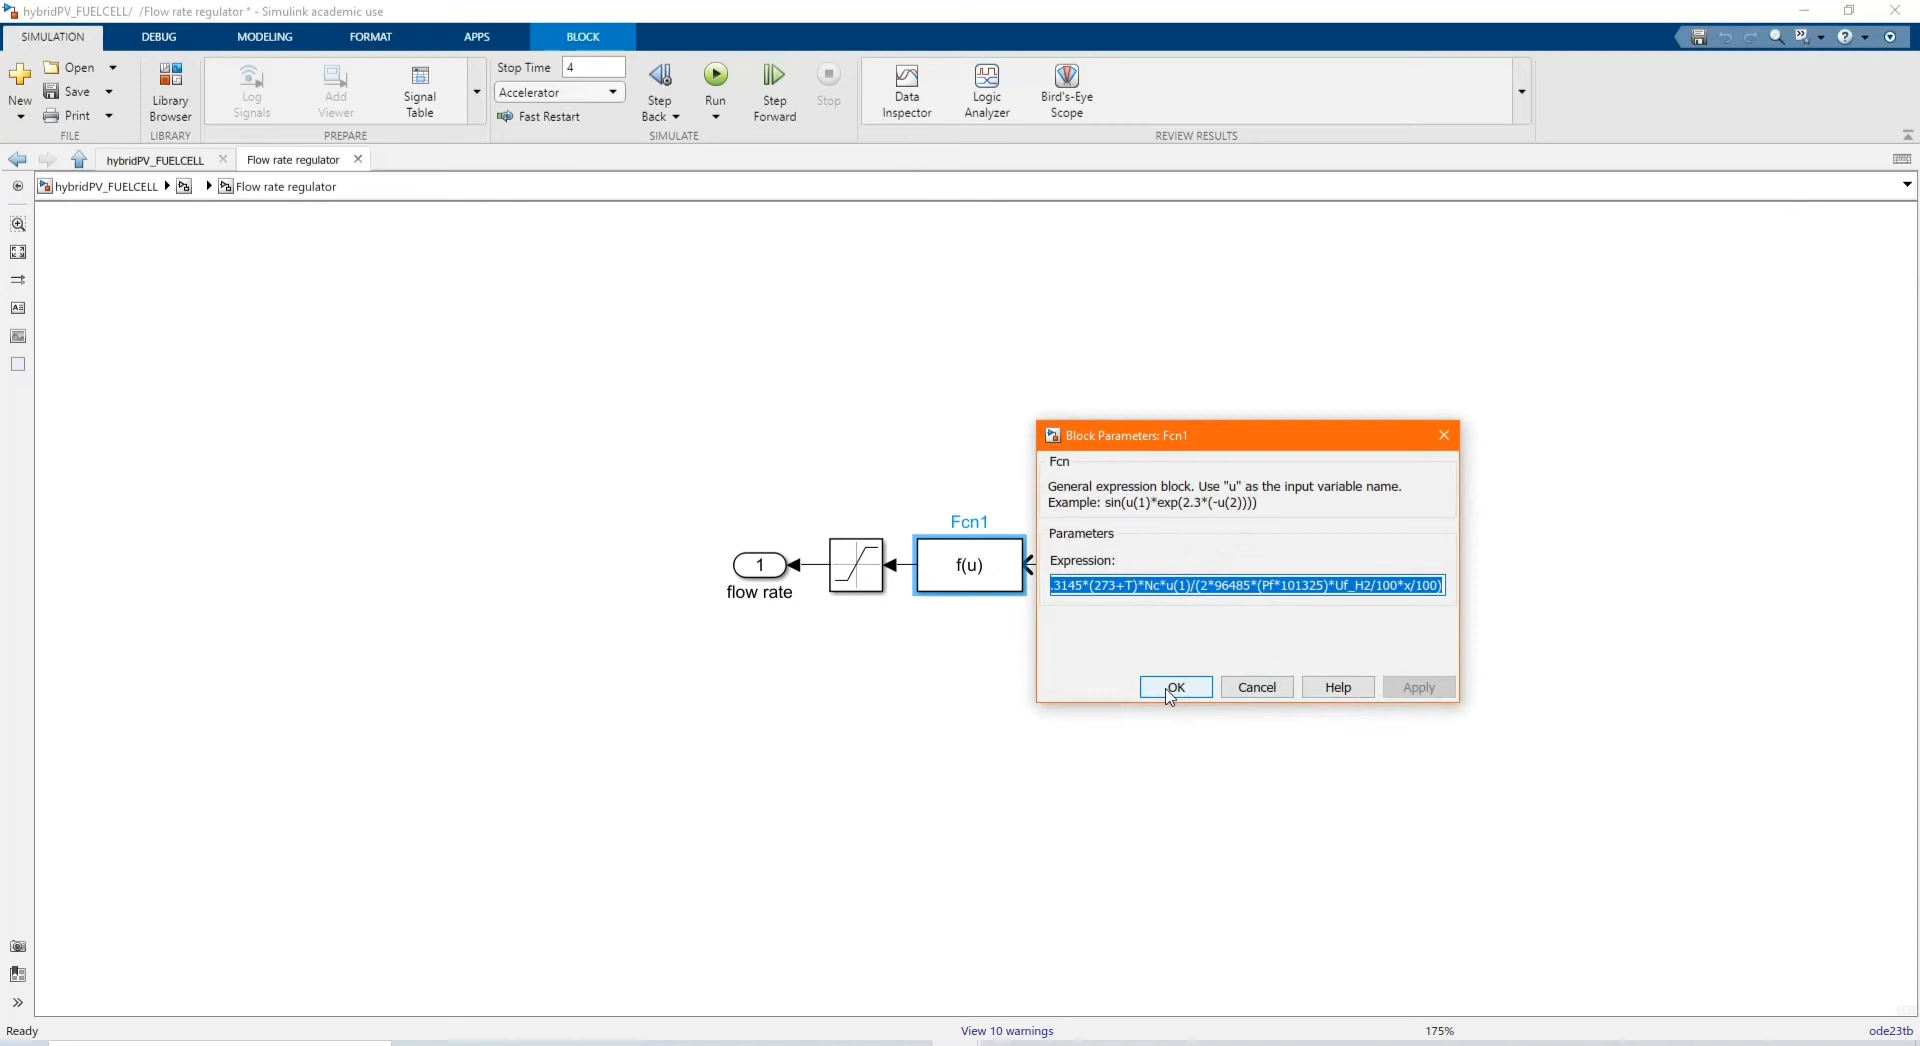 hybridPV_FUELCELL/ /Flow rate regulator * - Simulink academic use
SIMULATION DEBUG MODELING FORMAT APPS BLOCK
New
Open
Save
Print
FILE
Library
Browser
LIBRARY
Log
Signals
Add
Viewer
Signal
Table
PREPARE
Stop Time 4
Accelerator
Fast Restart
Step
Back
Run
Step
Forward
Stop
SIMULATE
Data
Inspector
Logic
Analyzer
Bird's-Eye
Scope
REVIEW RESULTS
hybridPV_FUELCELL Flow rate regulator
hybridPV_FUELCELL Flow rate regulator
Fcn1
f(u)
1
flow rate
Block Parameters: Fcn1
Fcn
General expression block. Use "u" as the input variable name.
Example: sin(u(1)*exp(2.3*(-u(2))))
Parameters
Expression:
.3145*(273+T)*Nc*u(1)/(2*96485*(Pf*101325)*Uf_H2/100*x/100)
OK Cancel Help Apply
Ready View 10 warnings 175% ode23tb